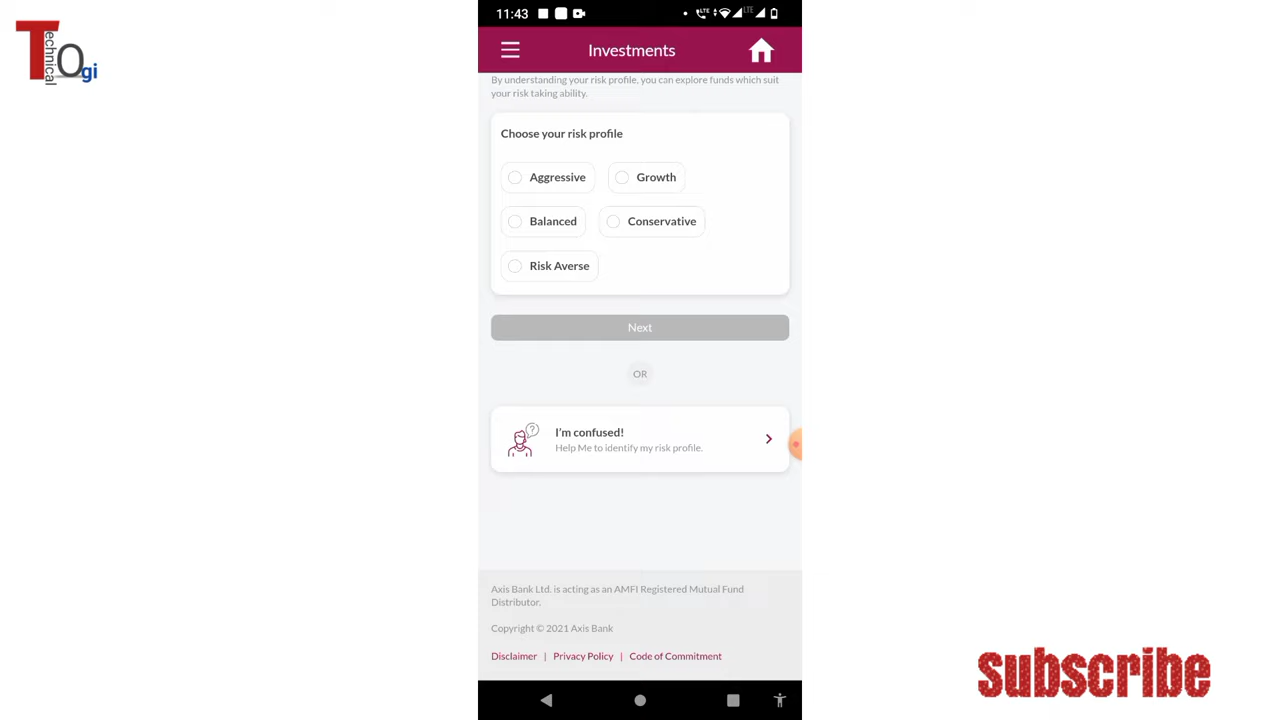 Technical
Ogi
11:43
LTE
LTE
Investments
By understanding your risk profile, you can explore funds which suit
your risk taking ability.
Choose your risk profile
Aggressive
Growth
Balanced
Conservative
Risk Averse
Next
OR
?
I'm confused!
Help Me to identify my risk profile.
Axis Bank Ltd. is acting as an AMFI Registered Mutual Fund
Distributor.
Copyright © 2021 Axis Bank
Disclaimer | Privacy Policy | Code of Commitment
subscribe